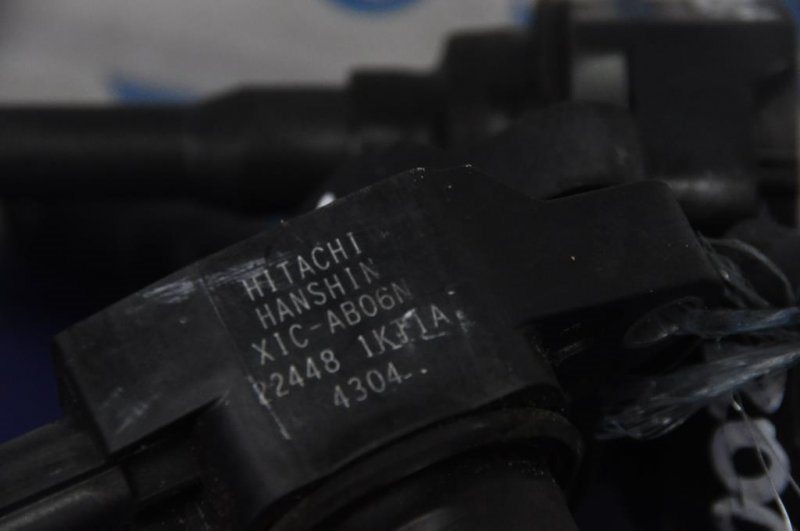 HITACHI
HANSHIN
XIC-AB06N
22448 1KT1A
4304